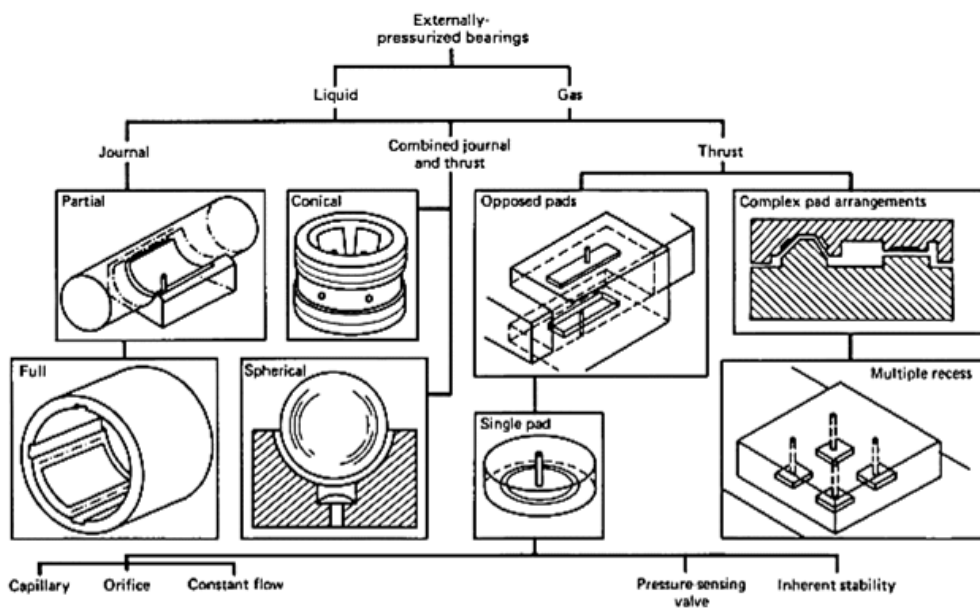 Externally-
pressurized bearings
Liquid
Gas
Journal
Combined journal
and thrust
Thrust
Partial
Conical
Opposed pads
Complex pad arrangements
Full
Spherical
Single pad
Multiple recess
Capillary
Orifice
Constant flow
Pressure-sensing
valve
Inherent stability